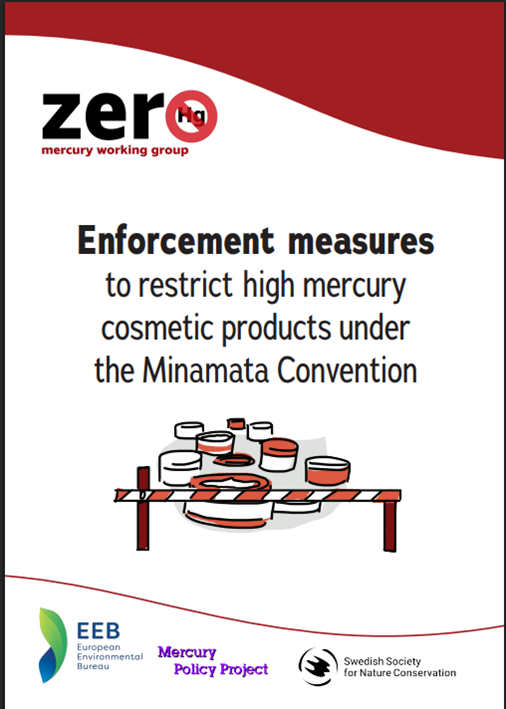 zero
Hg
mercury working group
Enforcement measures
to restrict high mercury
cosmetic products under
the Minamata Convention
EEB
European
Environmental
Bureau
Mercury
Policy Project
Swedish Society
for Nature Conservation